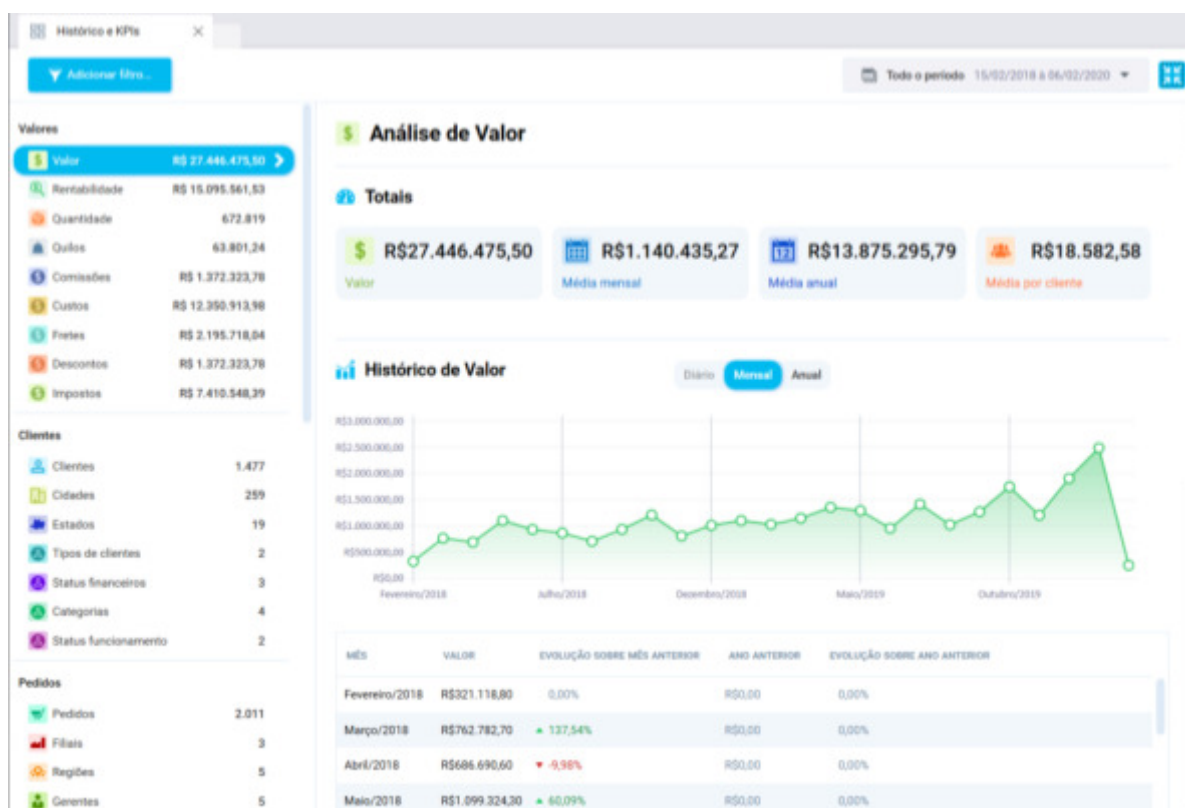 Histórico e KPIs
Adicionar filtro...
Todo o período 15/02/2018 à 06/02/2020
Valores
Valor R$ 27.446.475,50
Rentabilidade R$ 15.095.561,53
Quantidade 672.819
Quilos 63.801,24
Comissões R$ 1.372.323,78
Custos R$ 12.350.913,98
Fretes R$ 2.195.718,04
Descontos R$ 1.372.323,78
Impostos R$ 7.410.548,39
Clientes
Clientes 1.477
Cidades 259
Estados 19
Tipos de clientes 2
Status financeiros 3
Categorias 4
Status funcionamento 2
Pedidos
Pedidos 2.011
Filiais 3
Regiões 5
Gerentes 5
Análise de Valor
Totais
R$27.446.475,50
Valor
R$1.140.435,27
Média mensal
12
R$13.875.295,79
Média anual
R$18.582,58
Média por cliente
Histórico de Valor
Diário Mensal Anual
R$3.000.000,00
R$2.500.000,00
R$2.000.000,00
R$1.500.000,00
R$1.000.000,00
R$500.000,00
R$0,00
Fevereiro/2018 Julho/2018 Dezembro/2018 Maio/2019 Outubro/2019
MÊS VALOR EVOLUÇÃO SOBRE MÊS ANTERIOR ANO ANTERIOR EVOLUÇÃO SOBRE ANO ANTERIOR
Fevereiro/2018 R$321.118,80 0,00% R$0,00 0,00%
Março/2018 R$762.782,70 137,54% R$0,00 0,00%
Abril/2018 R$686.690,60 -9,98% R$0,00 0,00%
Maio/2018 R$1.099.324,30 60,09% R$0,00 0,00%